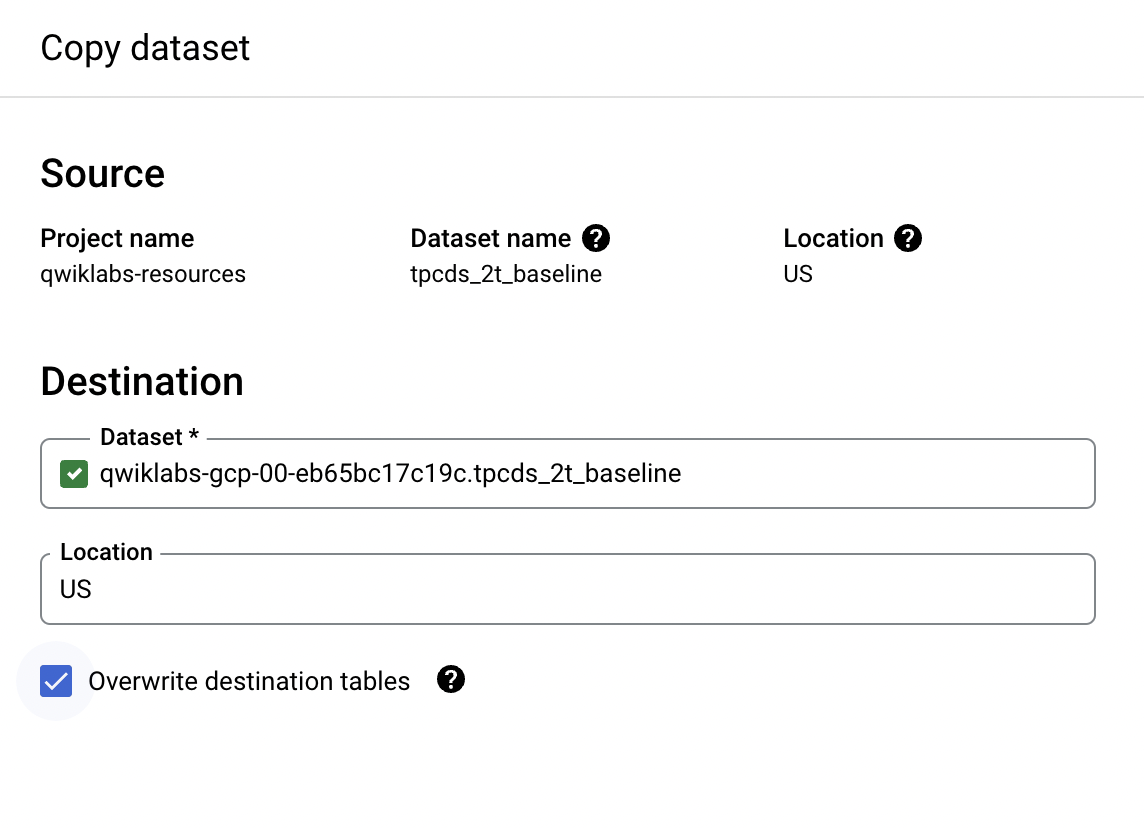 Copy dataset
Source
Project name Dataset name ? Location ?
qwiklabs-resources tpcds_2t_baseline US
Destination
Dataset *
qwiklabs-gcp-00-eb65bc17c19c.tpcds_2t_baseline
Location
US
Overwrite destination tables ?